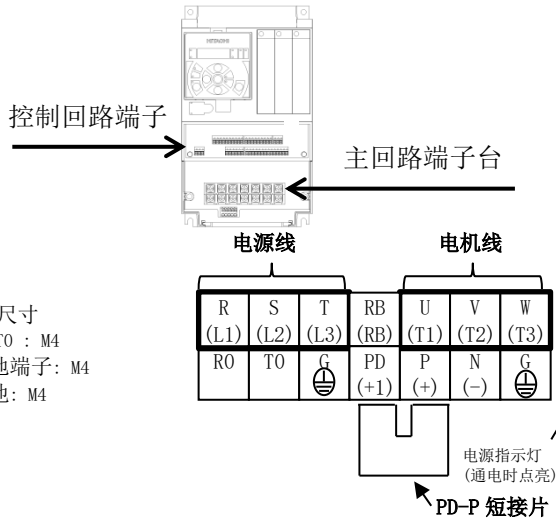 HITACHI
控制回路端子
主回路端子台
电源线
电机线
R S T RB U V W
(L1) (L2) (L3) (RB) (T1) (T2) (T3)
R0 T0 G PD P N G
(+1) (+) (-)
尺寸
T0 : M4
地端子: M4
地: M4
电源指示灯
(通电时点亮)
PD-P 短接片